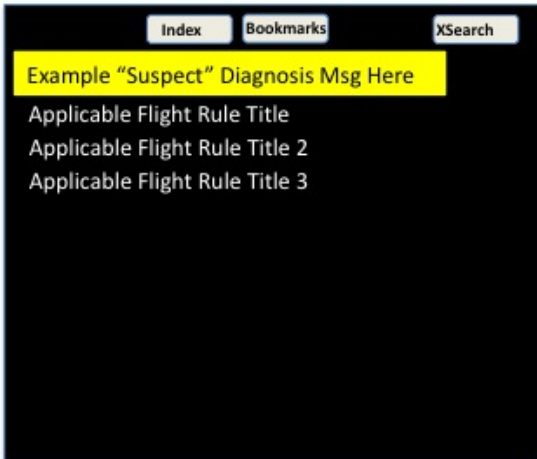 Index Bookmarks XSearch
Example “Suspect” Diagnosis Msg Here
Applicable Flight Rule Title
Applicable Flight Rule Title 2
Applicable Flight Rule Title 3